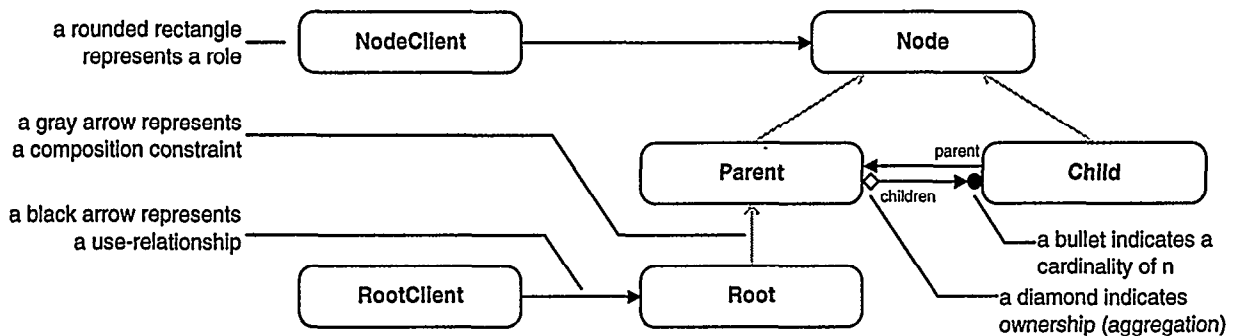 a rounded rectangle
represents a role
NodeClient
Node
a gray arrow represents
a composition constraint
Parent
parent
children
Child
a black arrow represents
a use-relationship
a bullet indicates a
cardinality of n
RootClient
Root
a diamond indicates
ownership (aggregation)